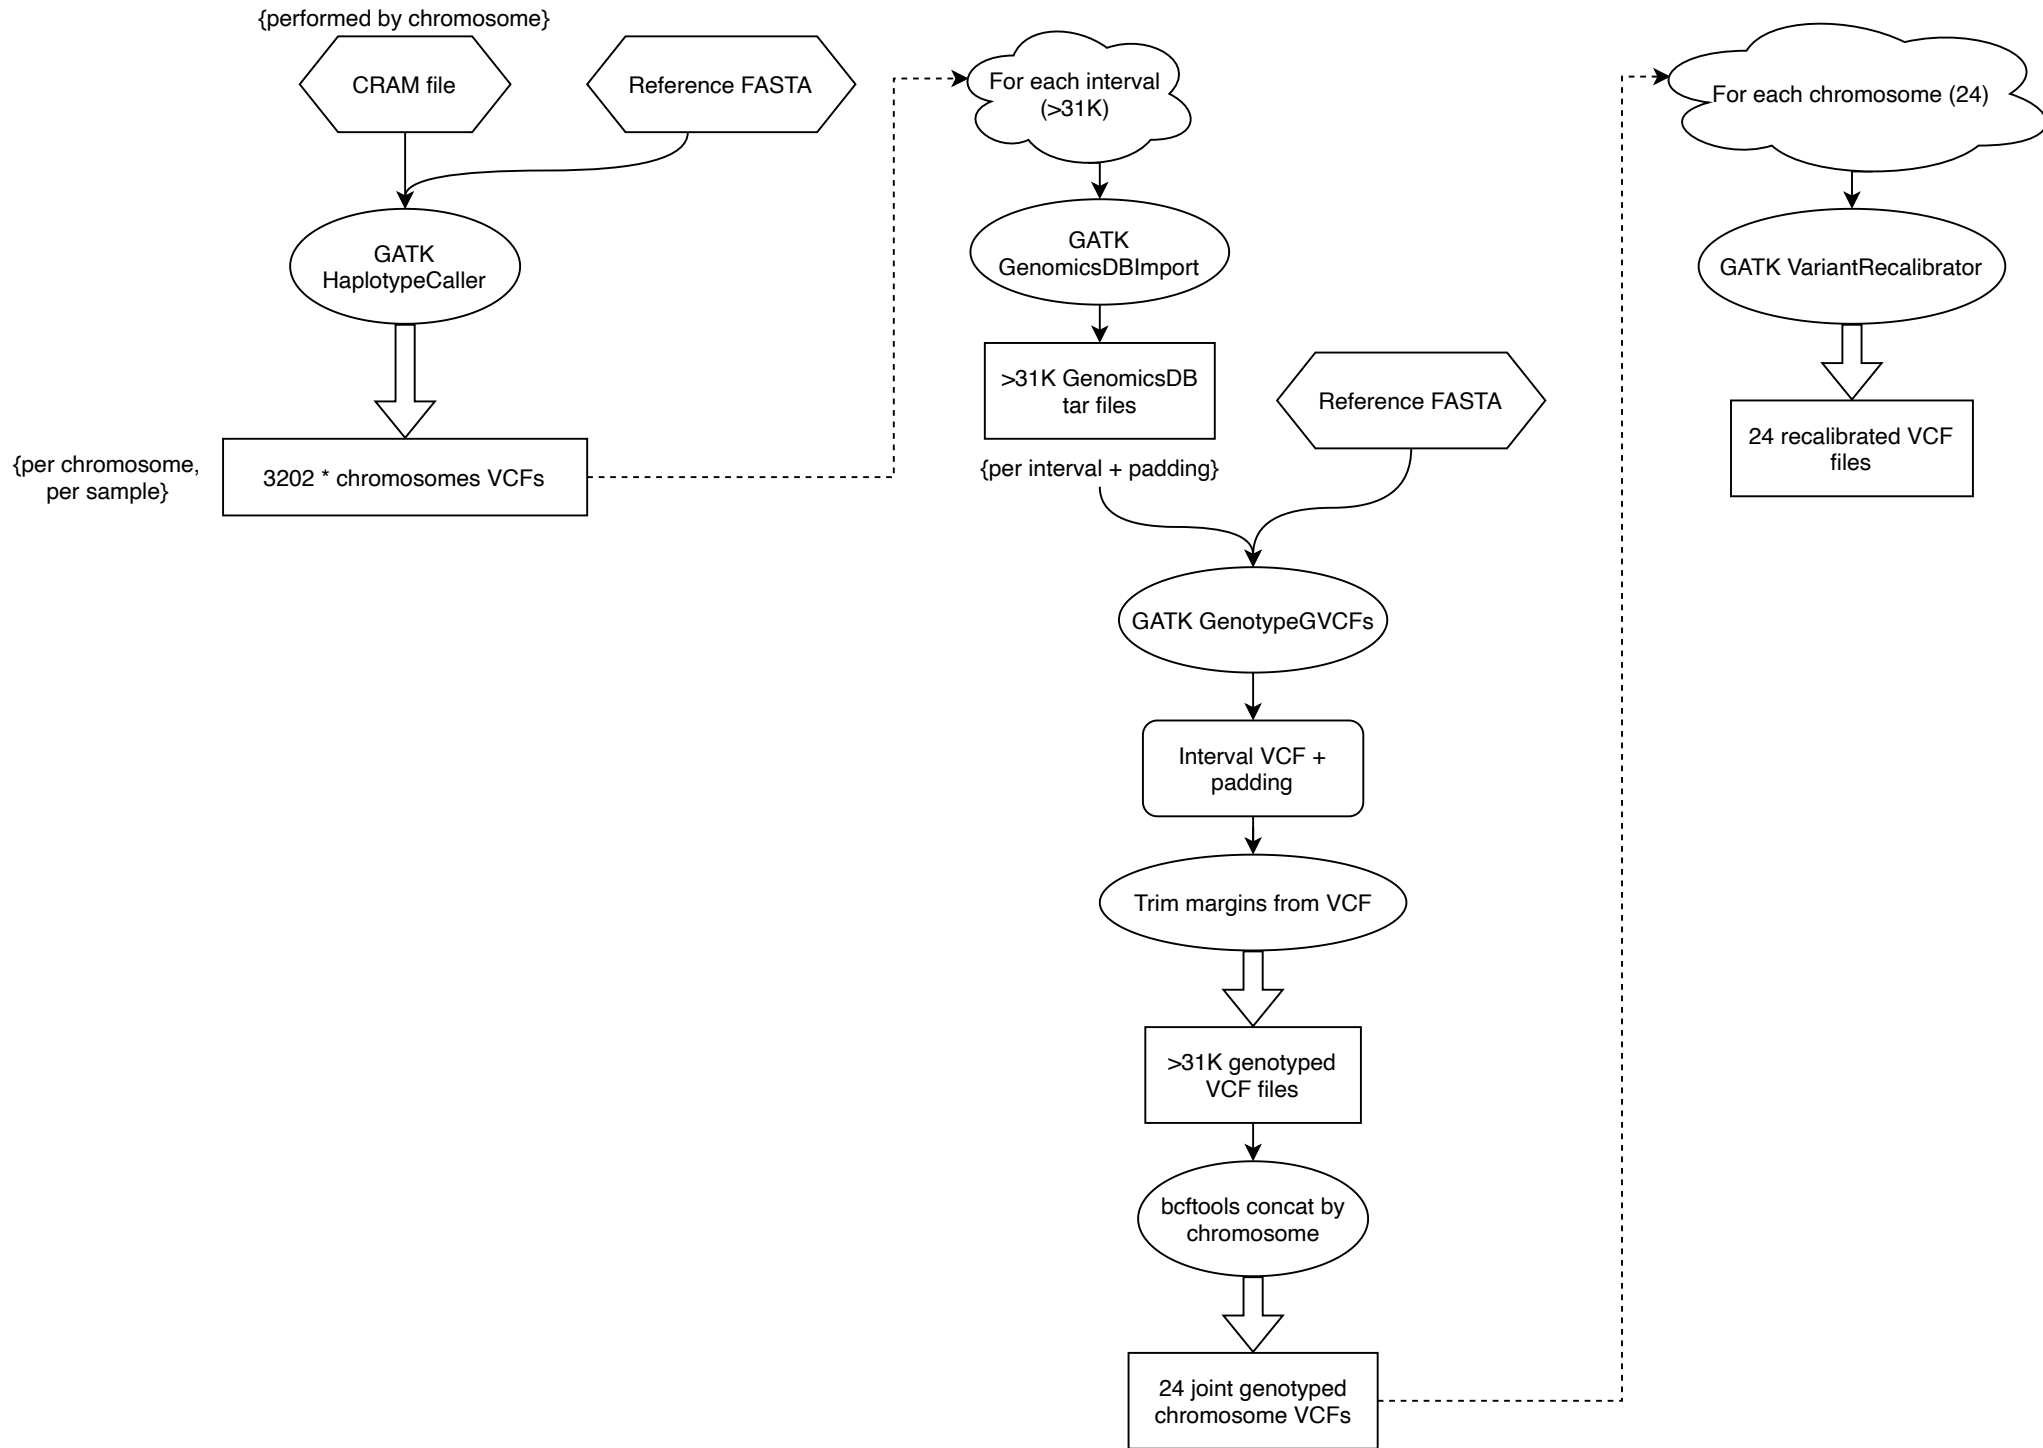 {performed by chromosome}
CRAM file
Reference FASTA
GATK
HaplotypeCaller
{per chromosome,
per sample}
3202 * chromosomes VCFs
For each interval
(>31K)
GATK
GenomicsDBImport
>31K GenomicsDB
tar files
{per interval + padding}
Reference FASTA
GATK GenotypeGVCFs
Interval VCF +
padding
Trim margins from VCF
>31K genotyped
VCF files
bcftools concat by
chromosome
24 joint genotyped
chromosome VCFs
For each chromosome (24)
GATK VariantRecalibrator
24 recalibrated VCF
files